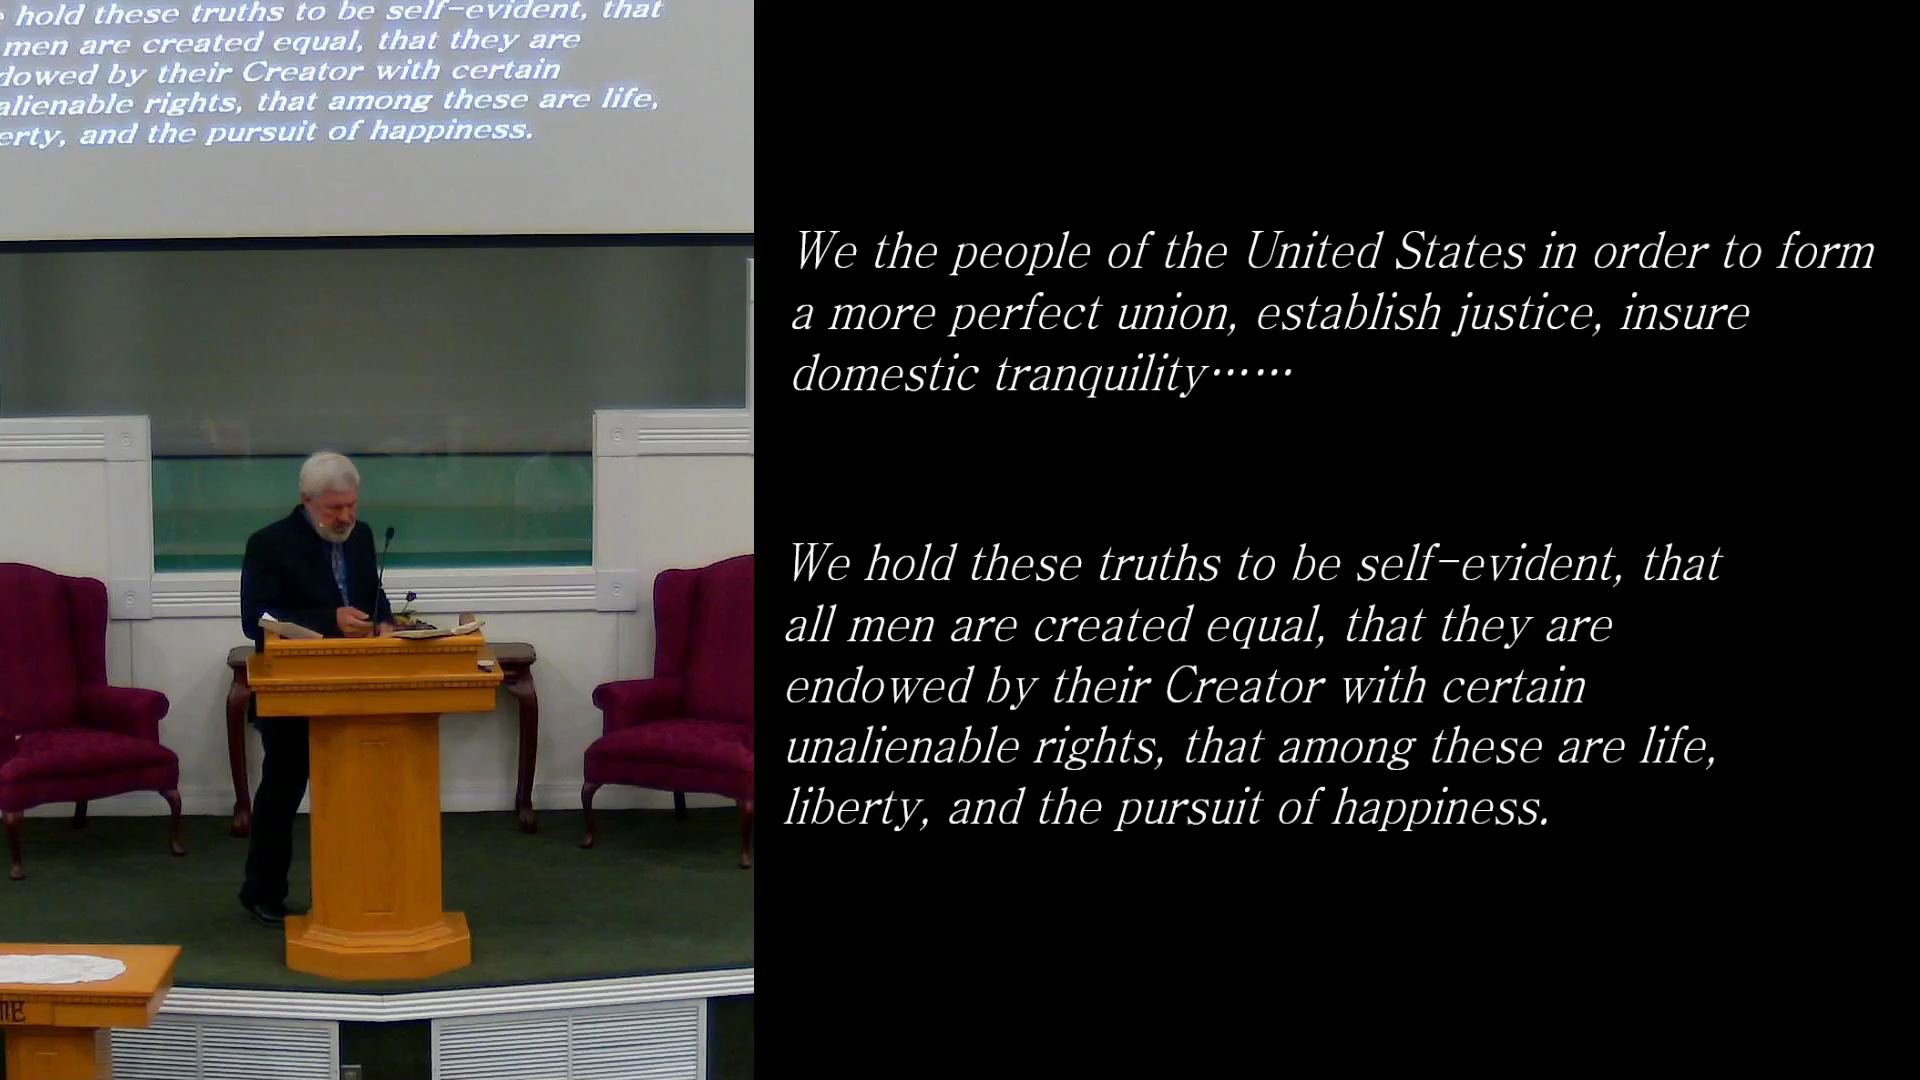 hold these truths to be self-evident, that
men are created equal, that they are
dowed by their Creator with certain
alienable rights, that among these are life,
erty, and the pursuit of happiness.
We the people of the United States in order to form
a more perfect union, establish justice, insure
domestic tranquility······
We hold these truths to be self-evident, that
all men are created equal, that they are
endowed by their Creator with certain
unalienable rights, that among these are life,
liberty, and the pursuit of happiness.
ME